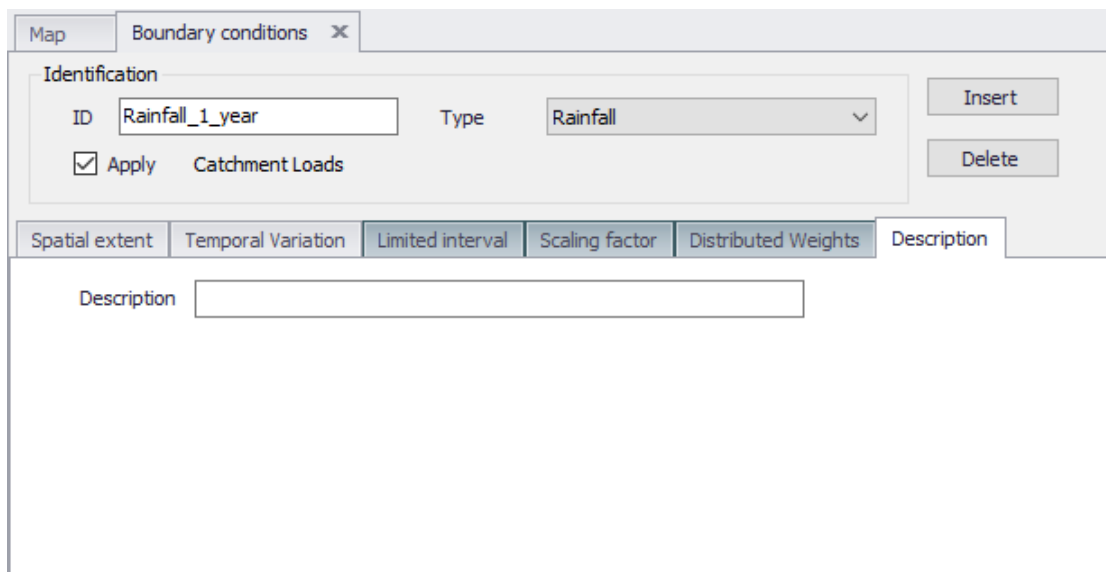 Map Boundary conditions
Identification
ID Rainfall_1_year Type Rainfall Insert
Apply Catchment Loads Delete
Spatial extent Temporal Variation Limited interval Scaling factor Distributed Weights Description
Description